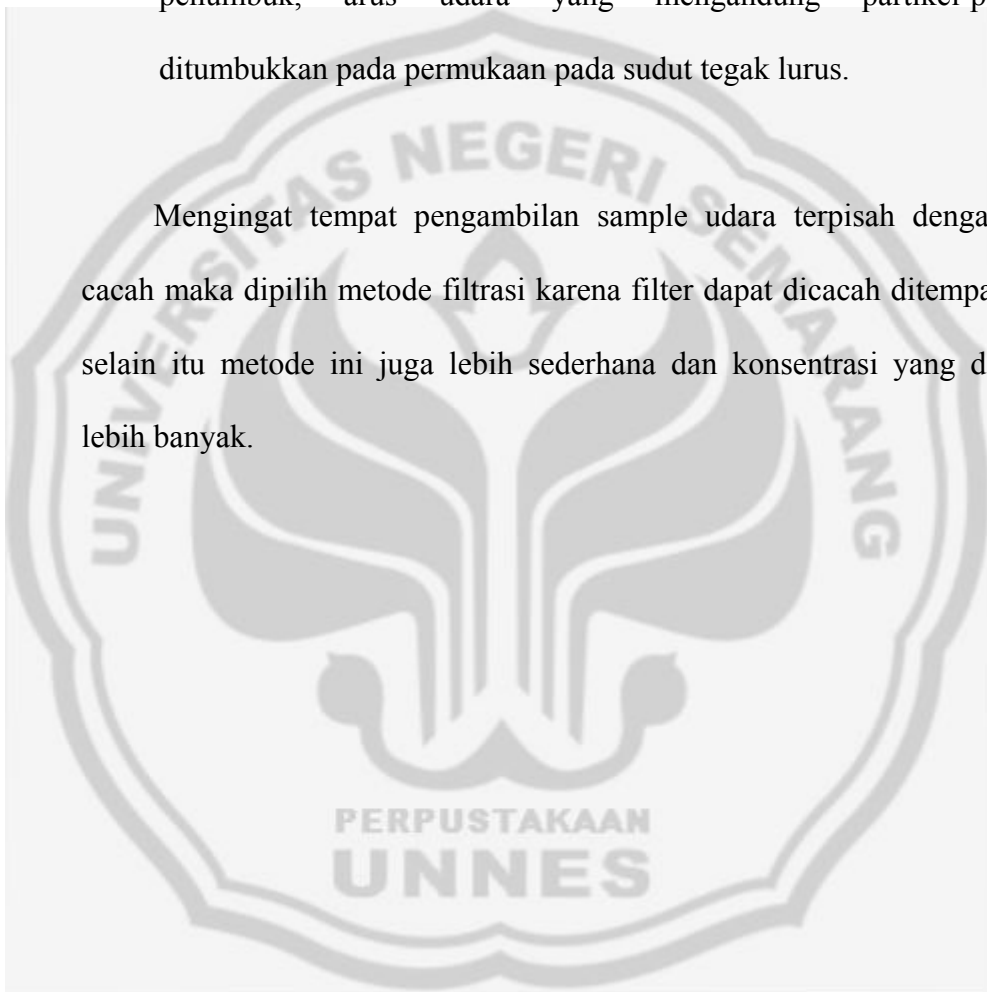 penumbuk, arus udara yang mengandung
ditumbukkan pada permukaan pada sudut tegak lurus.
Mengingat tempat pengambilan sample udara terpisah
cacah maka dipilih metode filtrasi karena filter dapat dicacah
selain itu metode ini juga lebih sederhana dan konsentrasi yang
lebih banyak.
UNIVERSITAS NEGERI SEMARANG
PERPUSTAKAAN
UNNES